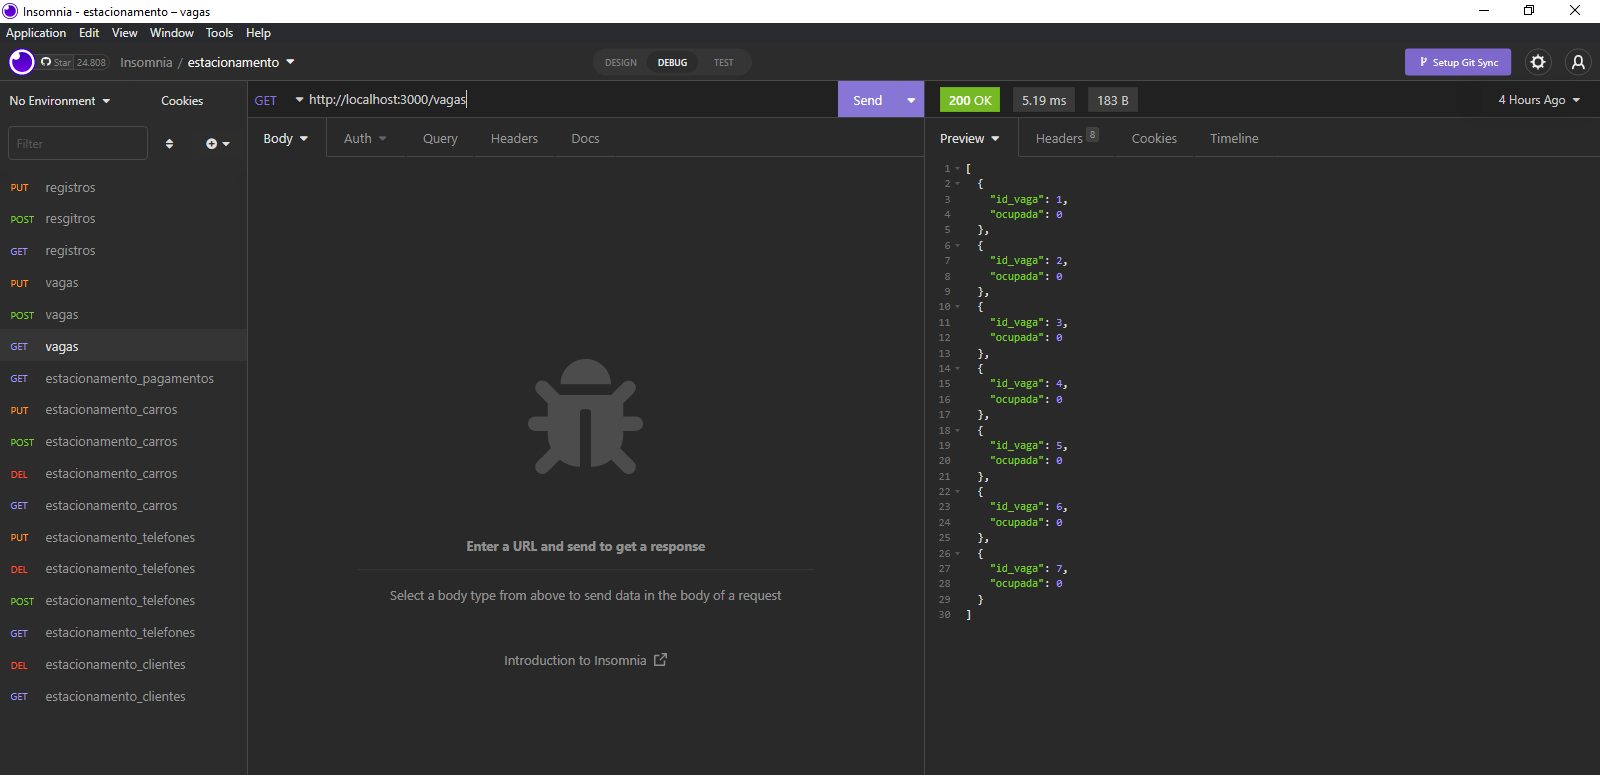 Insomnia - estacionamento – vagas
Application Edit View Window Tools Help
Star 24.808 Insomnia / estacionamento
DESIGN DEBUG TEST
Setup Git Sync
No Environment Cookies
GET http://localhost:3000/vagas Send
200 OK 5.19 ms 183 B 4 Hours Ago
Filter
Body Auth Query Headers Docs
Preview Headers 8 Cookies Timeline
PUT registros
POST resgitros
GET registros
PUT vagas
POST vagas
GET vagas
GET estacionamento_pagamentos
PUT estacionamento_carros
POST estacionamento_carros
DEL estacionamento_carros
GET estacionamento_carros
PUT estacionamento_telefones
DEL estacionamento_telefones
POST estacionamento_telefones
GET estacionamento_telefones
DEL estacionamento_clientes
GET estacionamento_clientes
Enter a URL and send to get a response
Select a body type from above to send data in the body of a request
Introduction to Insomnia
1 [
2 {
3 "id_vaga": 1,
4 "ocupada": 0
5 },
6 {
7 "id_vaga": 2,
8 "ocupada": 0
9 },
10 {
11 "id_vaga": 3,
12 "ocupada": 0
13 },
14 {
15 "id_vaga": 4,
16 "ocupada": 0
17 },
18 {
19 "id_vaga": 5,
20 "ocupada": 0
21 },
22 {
23 "id_vaga": 6,
24 "ocupada": 0
25 },
26 {
27 "id_vaga": 7,
28 "ocupada": 0
29 }
30 ]